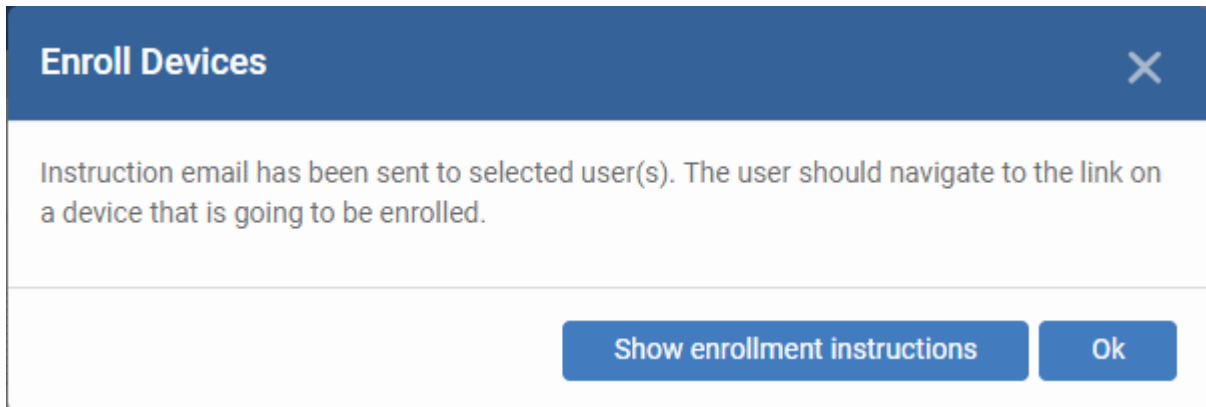 Enroll Devices
Instruction email has been sent to selected user(s). The user should navigate to the link on
a device that is going to be enrolled.
Show enrollment instructions
Ok